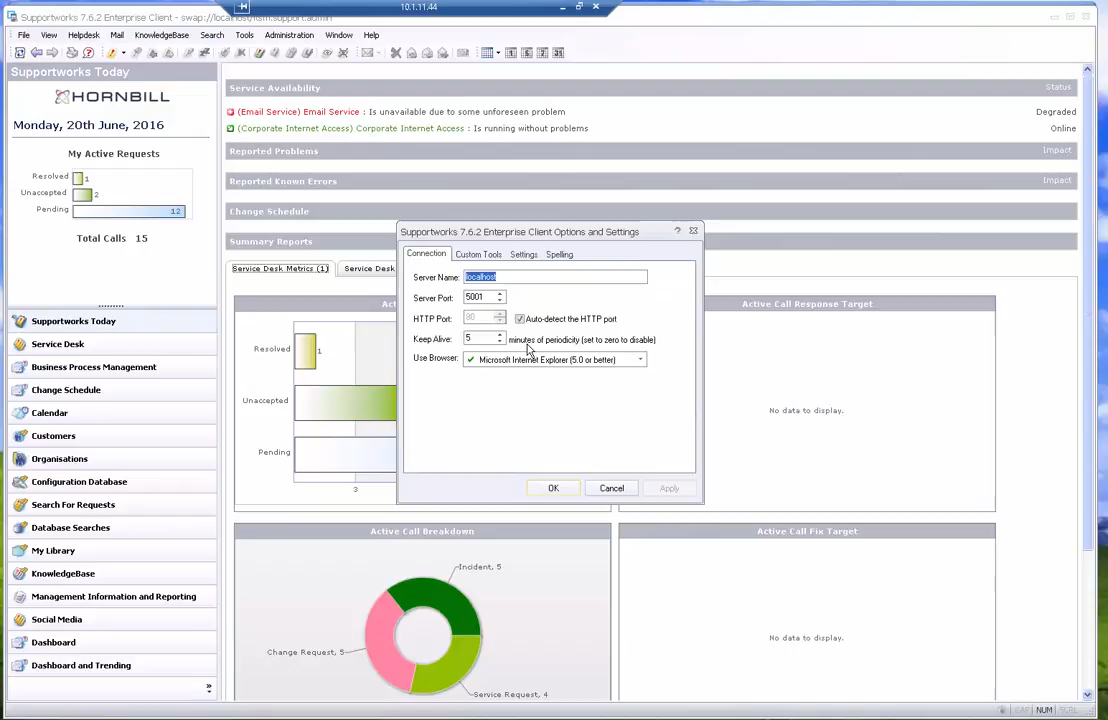 10.1.11.44
Supportworks 7.6.2 Enterprise Client - swap://localhost/itsm.support.admin
File View Helpdesk Mail KnowledgeBase Search Tools Administration Window Help
Supportworks Today
HORNBILL
Monday, 20th June, 2016
My Active Requests
Resolved 1
Unaccepted 2
Pending 12
Total Calls 15
Supportworks Today
Service Desk
Business Process Management
Change Schedule
Calendar
Customers
Organisations
Configuration Database
Search For Requests
Database Searches
My Library
KnowledgeBase
Management Information and Reporting
Social Media
Dashboard
Dashboard and Trending
Service Availability Status
(Email Service) Email Service : Is unavailable due to some unforeseen problem Degraded
(Corporate Internet Access) Corporate Internet Access : Is running without problems Online
Reported Problems Impact
Reported Known Errors Impact
Change Schedule
Summary Reports
Service Desk Metrics (1) Service Desk
Resolved 1
Unaccepted
Pending
3
Active Call Response Target
No data to display.
Active Call Breakdown
Incident, 5
Change Request, 5
Service Request, 4
Active Call Fix Target
No data to display.
Supportworks 7.6.2 Enterprise Client Options and Settings
Connection Custom Tools Settings Spelling
Server Name: localhost
Server Port: 5001
HTTP Port: 80 Auto-detect the HTTP port
Keep Alive: 5 minutes of periodicity (set to zero to disable)
Use Browser: Microsoft Internet Explorer (5.0 or better)
OK Cancel Apply
CAP NUM SCRL